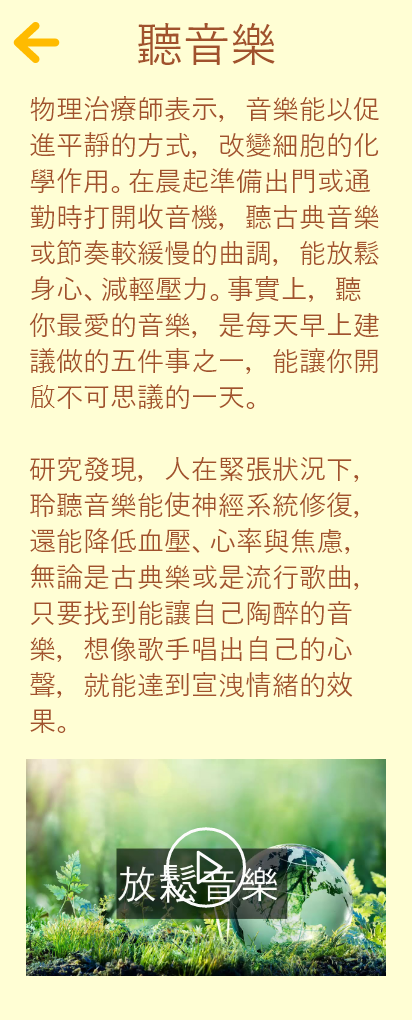 聽音樂
物理治療師表示，音樂能以促
進平靜的方式，改變細胞的化
學作用。在晨起準備出門或通
勤時打開收音機，聽古典音樂
或節奏較緩慢的曲調，能放鬆
身心、減輕壓力。事實上，聽
你最愛的音樂，是每天早上建
議做的五件事之一，能讓你開
啟不可思議的一天。
研究發現，人在緊張狀況下，
聆聽音樂能使神經系統修復，
還能降低血壓、心率與焦慮，
無論是古典樂或是流行歌曲，
只要找到能讓自己陶醉的音
樂，想像歌手唱出自己的心
聲，就能達到宣洩情緒的效
果。
放鬆音樂